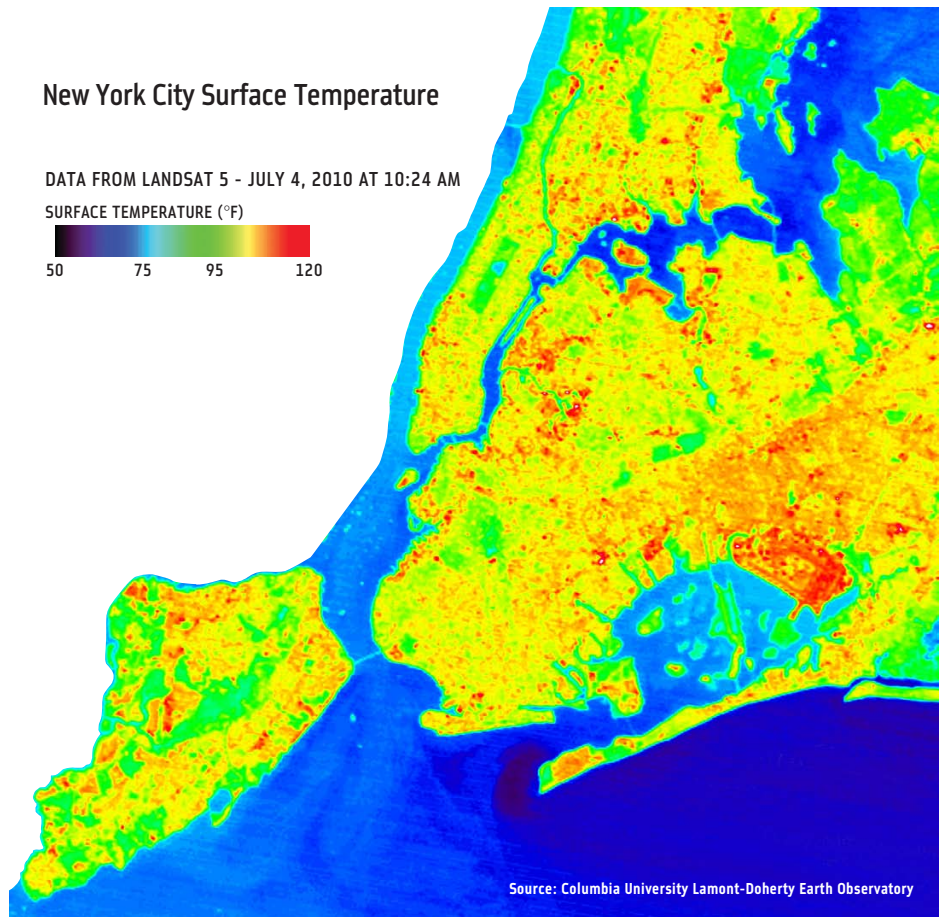 New York City Surface Temperature
DATA FROM LANDSAT 5 - JULY 4, 2010 AT 10:24 AM
SURFACE TEMPERATURE (°F)
50 75 95 120
Source: Columbia University Lamont-Doherty Earth Observatory